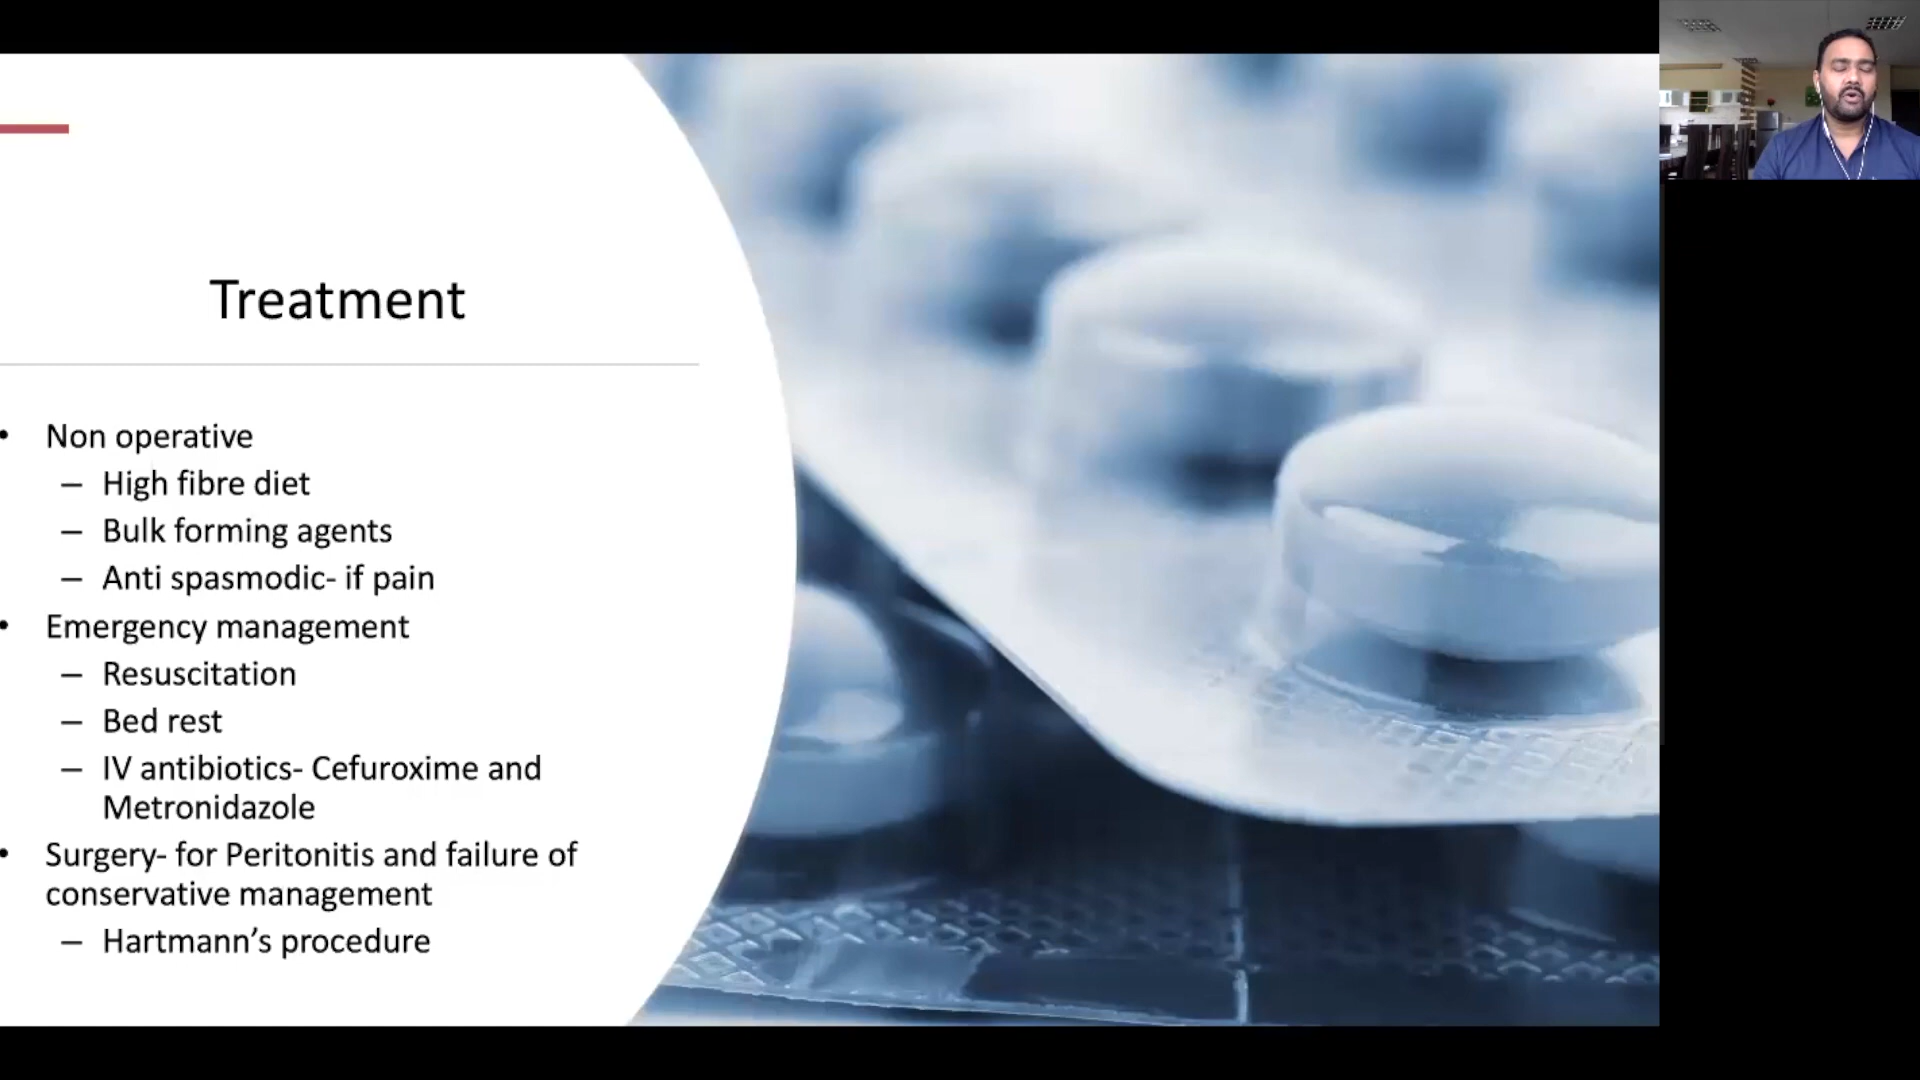 Treatment
• Non operative
– High fibre diet
– Bulk forming agents
– Anti spasmodic- if pain
• Emergency management
– Resuscitation
– Bed rest
– IV antibiotics- Cefuroxime and
Metronidazole
• Surgery- for Peritonitis and failure of
conservative management
– Hartmann’s procedure